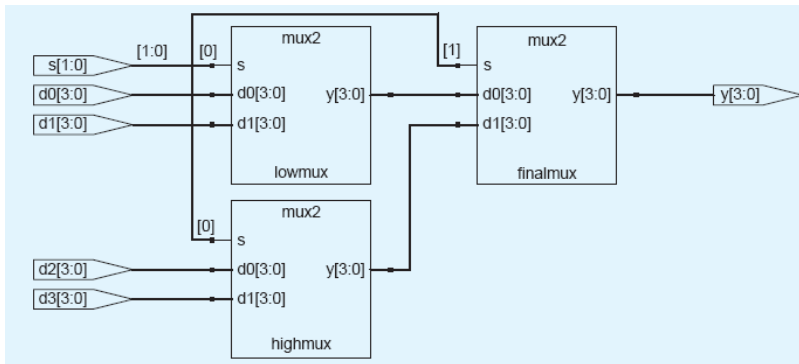 mux2
mux2
[1:0]
[0]
[1]
s[1:0]
s
s
d0[3:0]
d0[3:0]
y[3:0]
d0[3:0]
y[3:0]
y[3:0]
d1[3:0]
d1[3:0]
d1[3:0]
lowmux
finalmux
mux2
[0]
s
d2[3:0]
d0[3:0]
y[3:0]
d3[3:0]
d1[3:0]
highmux